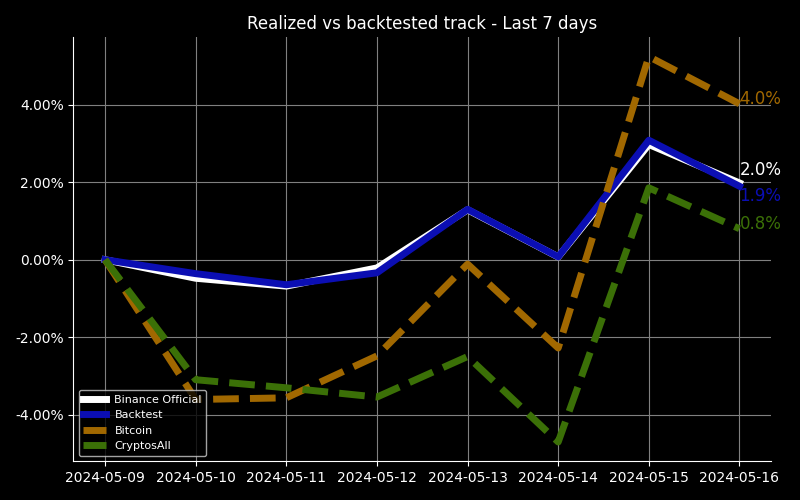 Realized vs backtested track - Last 7 days
4.00%
2.00%
0.00%
-2.00%
-4.00%
4.0%
2.0%
1.9%
0.8%
Binance Official
Backtest
Bitcoin
CryptosAll
2024-05-09 2024-05-10 2024-05-11 2024-05-12 2024-05-13 2024-05-14 2024-05-15 2024-05-16